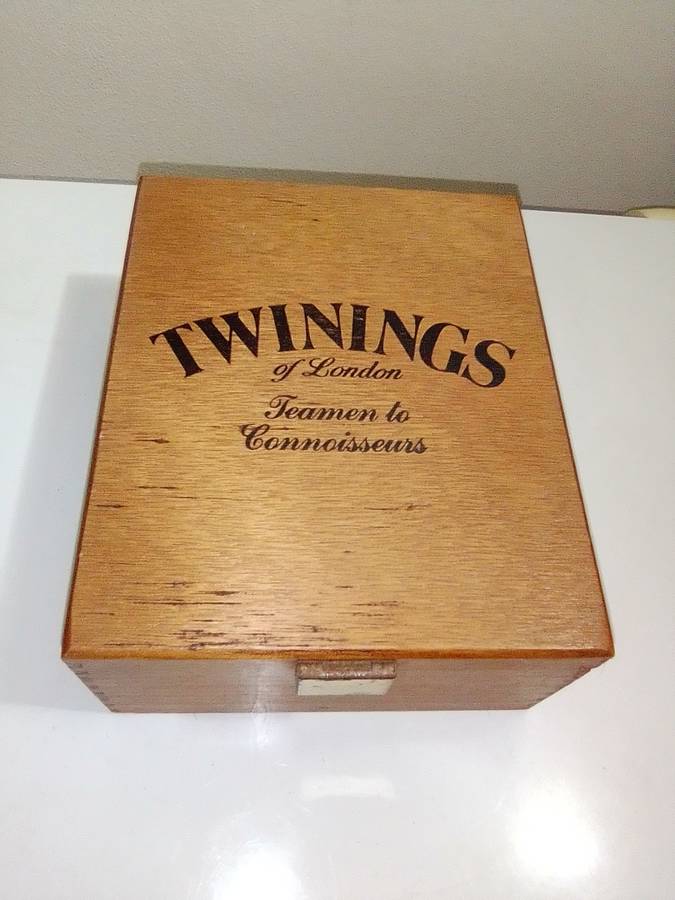 TWININGS
of London
Teamen to
Connoisseurs